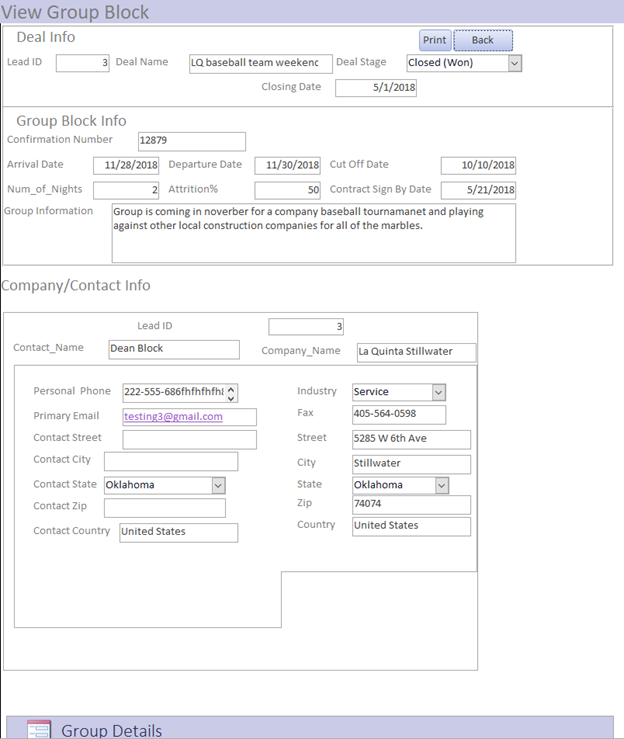 View Group Block
Deal Info
Print Back
Lead ID 3 Deal Name LQ baseball team weekenc Deal Stage Closed (Won)
Closing Date 5/1/2018
Group Block Info
Confirmation Number 12879
Arrival Date 11/28/2018 Departure Date 11/30/2018 Cut Off Date 10/10/2018
Num_of_Nights 2 Attrition% 50 Contract Sign By Date 5/21/2018
Group Information Group is coming in noverber for a company baseball tournamanet and playing
against other local construction companies for all of the marbles.
Company/Contact Info
Lead ID 3
Contact_Name Dean Block Company_Name La Quinta Stillwater
Personal Phone 222-555-686fhfhfhfh Industry Service
Primary Email testing3@gmail.com Fax 405-564-0598
Contact Street Street 5285 W 6th Ave
Contact City City Stillwater
Contact State Oklahoma State Oklahoma
Contact Zip Zip 74074
Contact Country United States Country United States
Group Details